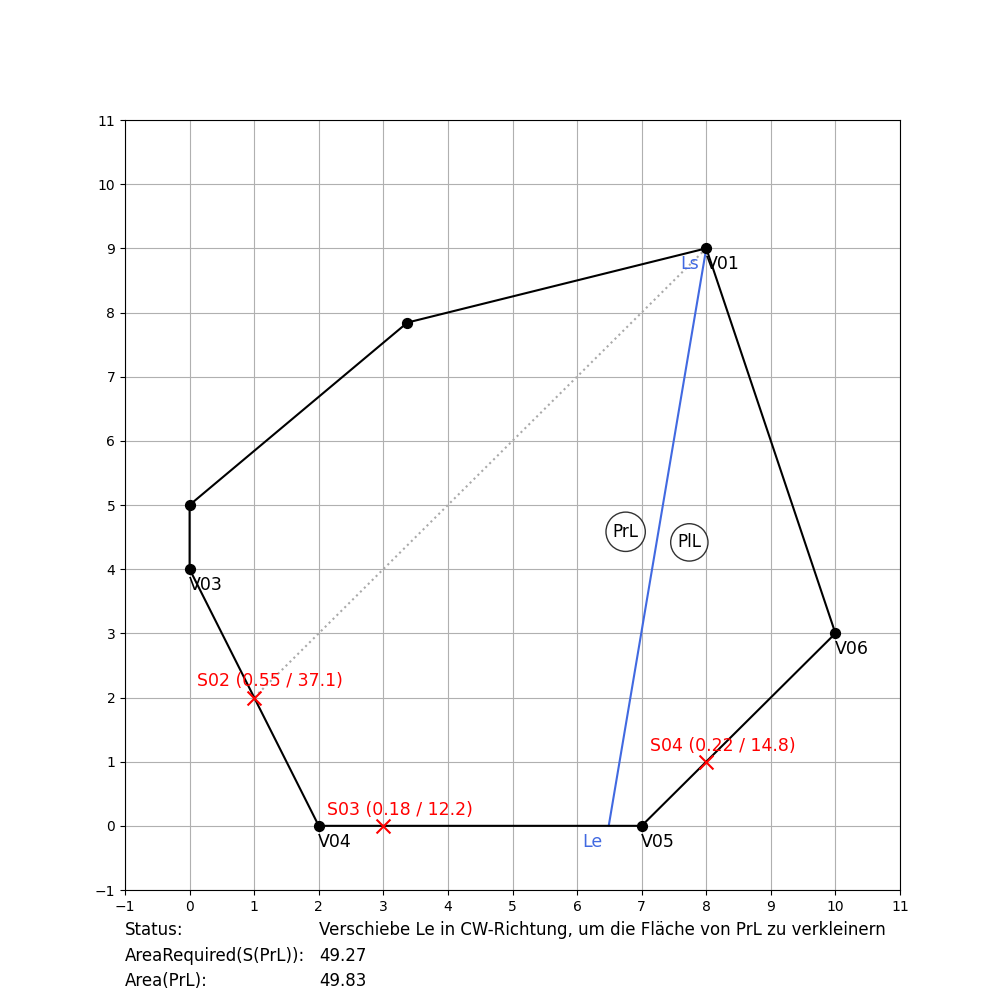 11
10
9
8
7
6
5
4
3
2
1
0
−1
Ls
V01
PrL
PlL
V03
V06
S02 (0.55 / 37.1)
S04 (0.22 / 14.8)
S03 (0.18 / 12.2)
V04
Le
V05
−1 0 1 2 3 4 5 6 7 8 9 10 11
Status: Verschiebe Le in CW-Richtung, um die Fläche von PrL zu verkleinern
AreaRequired(S(PrL)): 49.27
Area(PrL): 49.83